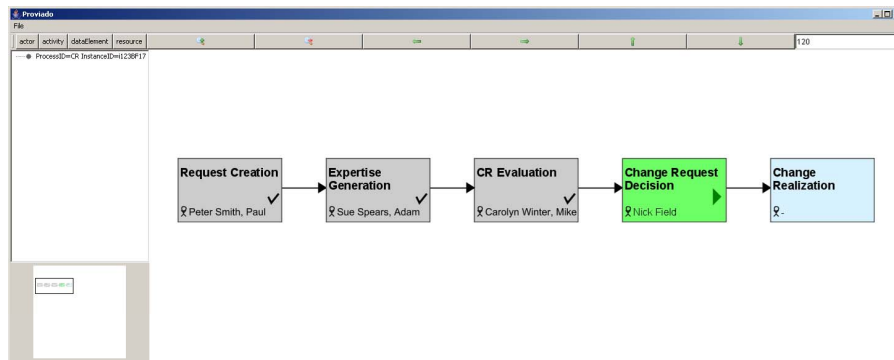 Proviado
File
actor activity dataElement resource 120
ProcessID=CR InstanceID=i123BF17
Request Creation
Peter Smith, Paul
Expertise
Generation
Sue Spears, Adam
CR Evaluation
Carolyn Winter, Mike
Change Request
Decision
Nick Field
Change
Realization
-